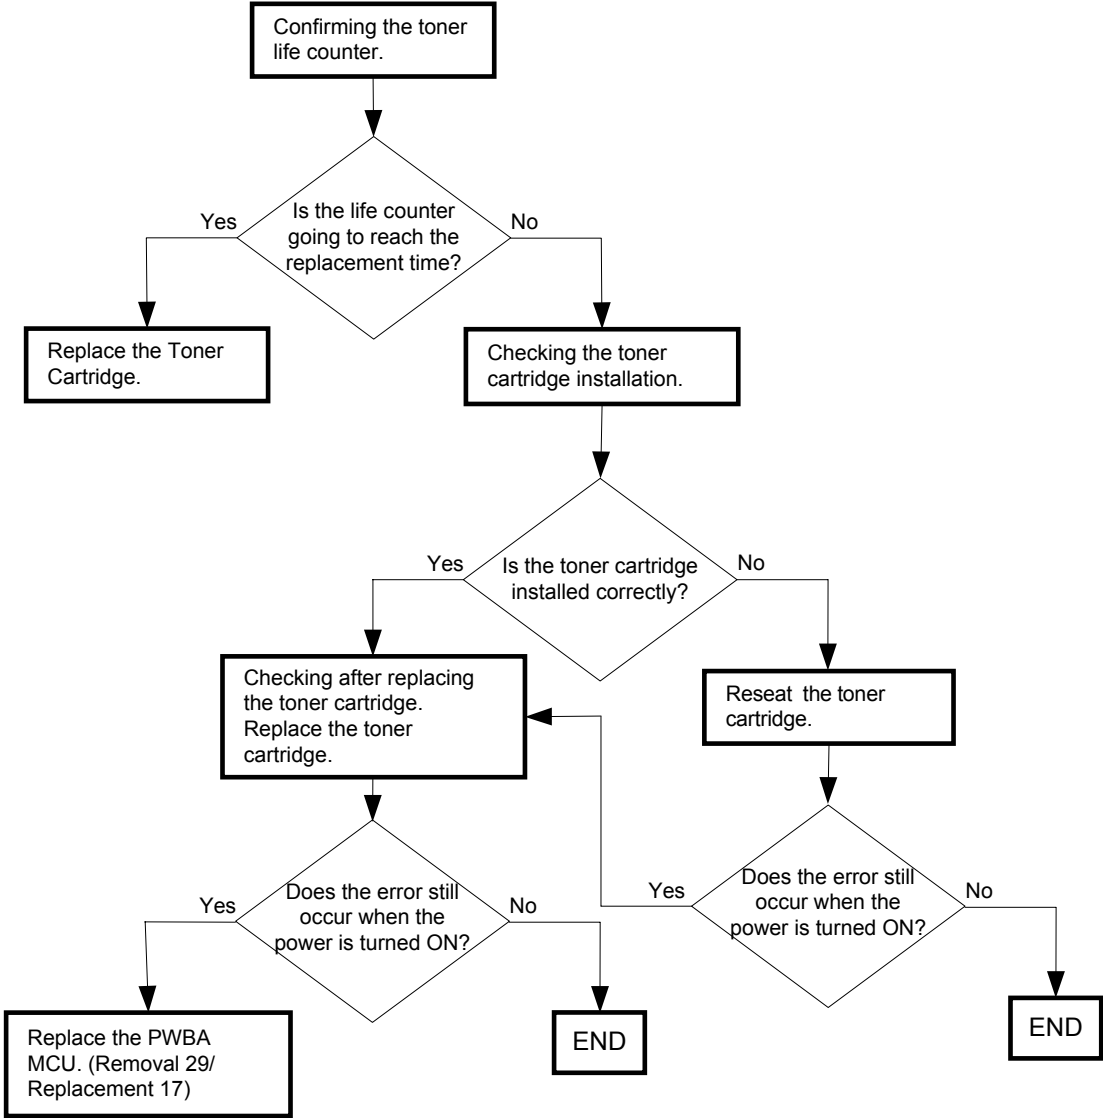 Confirming the toner
life counter.
Is the life counter
going to reach the
replacement time?
Yes
No
Replace the Toner
Cartridge.
Checking the toner
cartridge installation.
Is the toner cartridge
installed correctly?
Yes
No
Checking after replacing
the toner cartridge.
Replace the toner
cartridge.
Reseat  the toner
cartridge.
Does the error still
occur when the
power is turned ON?
Yes
No
Does the error still
occur when the
power is turned ON?
Yes
No
Replace the PWBA
MCU. (Removal 29/
Replacement 17)
END
END